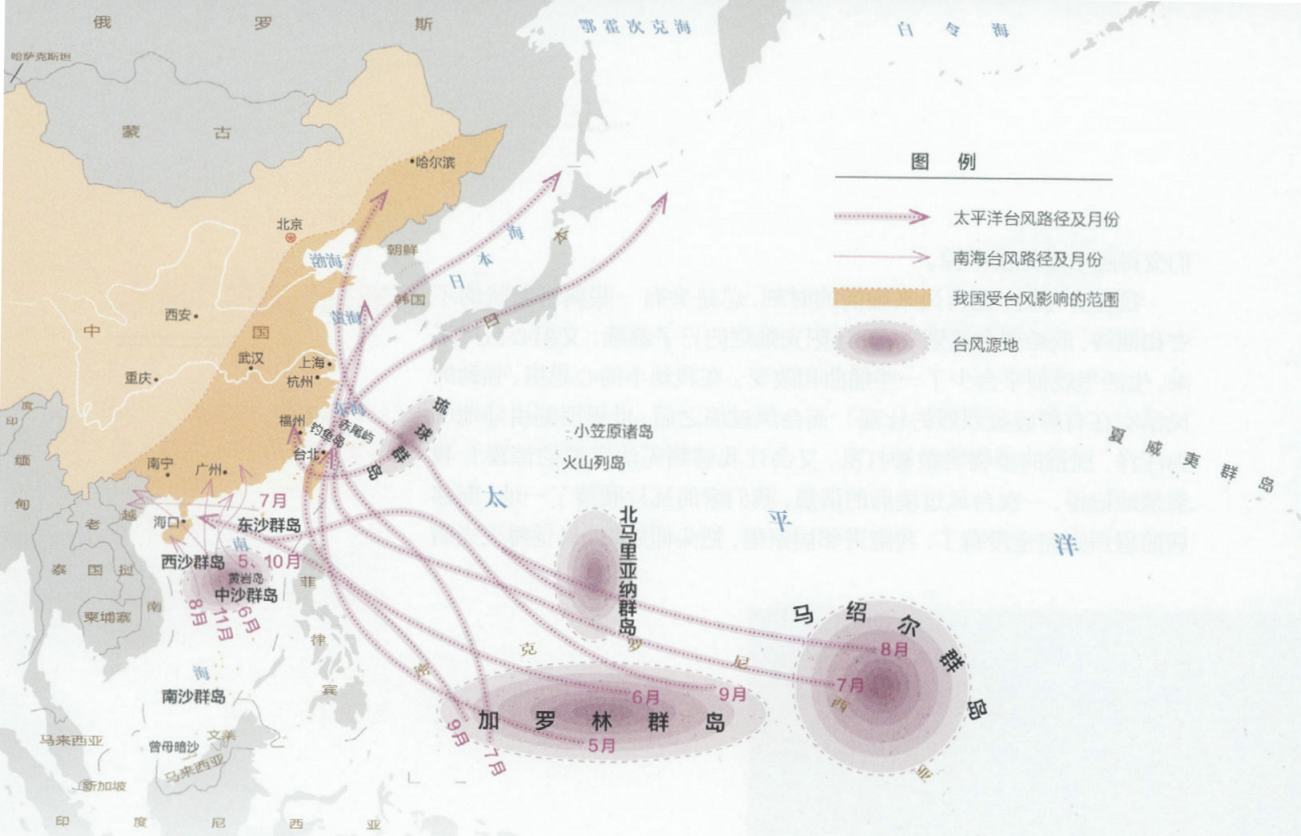 俄罗斯
鄂霍次克海
白令海
哈萨克斯坦
蒙古
哈尔滨
图例
太平洋台风路径及月份
南海台风路径及月份
我国受台风影响的范围
台风源地
北京
朝鲜
日本海
渤海
韩国
日本
黄海
西安
中国
武汉
上海
杭州
重庆
东海
福州
钓鱼岛
赤尾屿
台北
琉球群岛
小笠原诸岛
火山列岛
夏威夷群岛
印度
缅甸
南宁
广州
7月
海口
东沙群岛
太平洋
老挝
越南
泰国
西沙群岛
5、10月
黄岩岛
中沙群岛
柬埔寨
8月
11月
6月
菲律宾
北马里亚纳群岛
马绍尔群岛
8月
7月
密克罗尼西亚
南海
南沙群岛
6月
9月
加罗林群岛
5月
9月
7月
马来西亚
曾母暗沙
文莱
马来西亚
新加坡
印度尼西亚